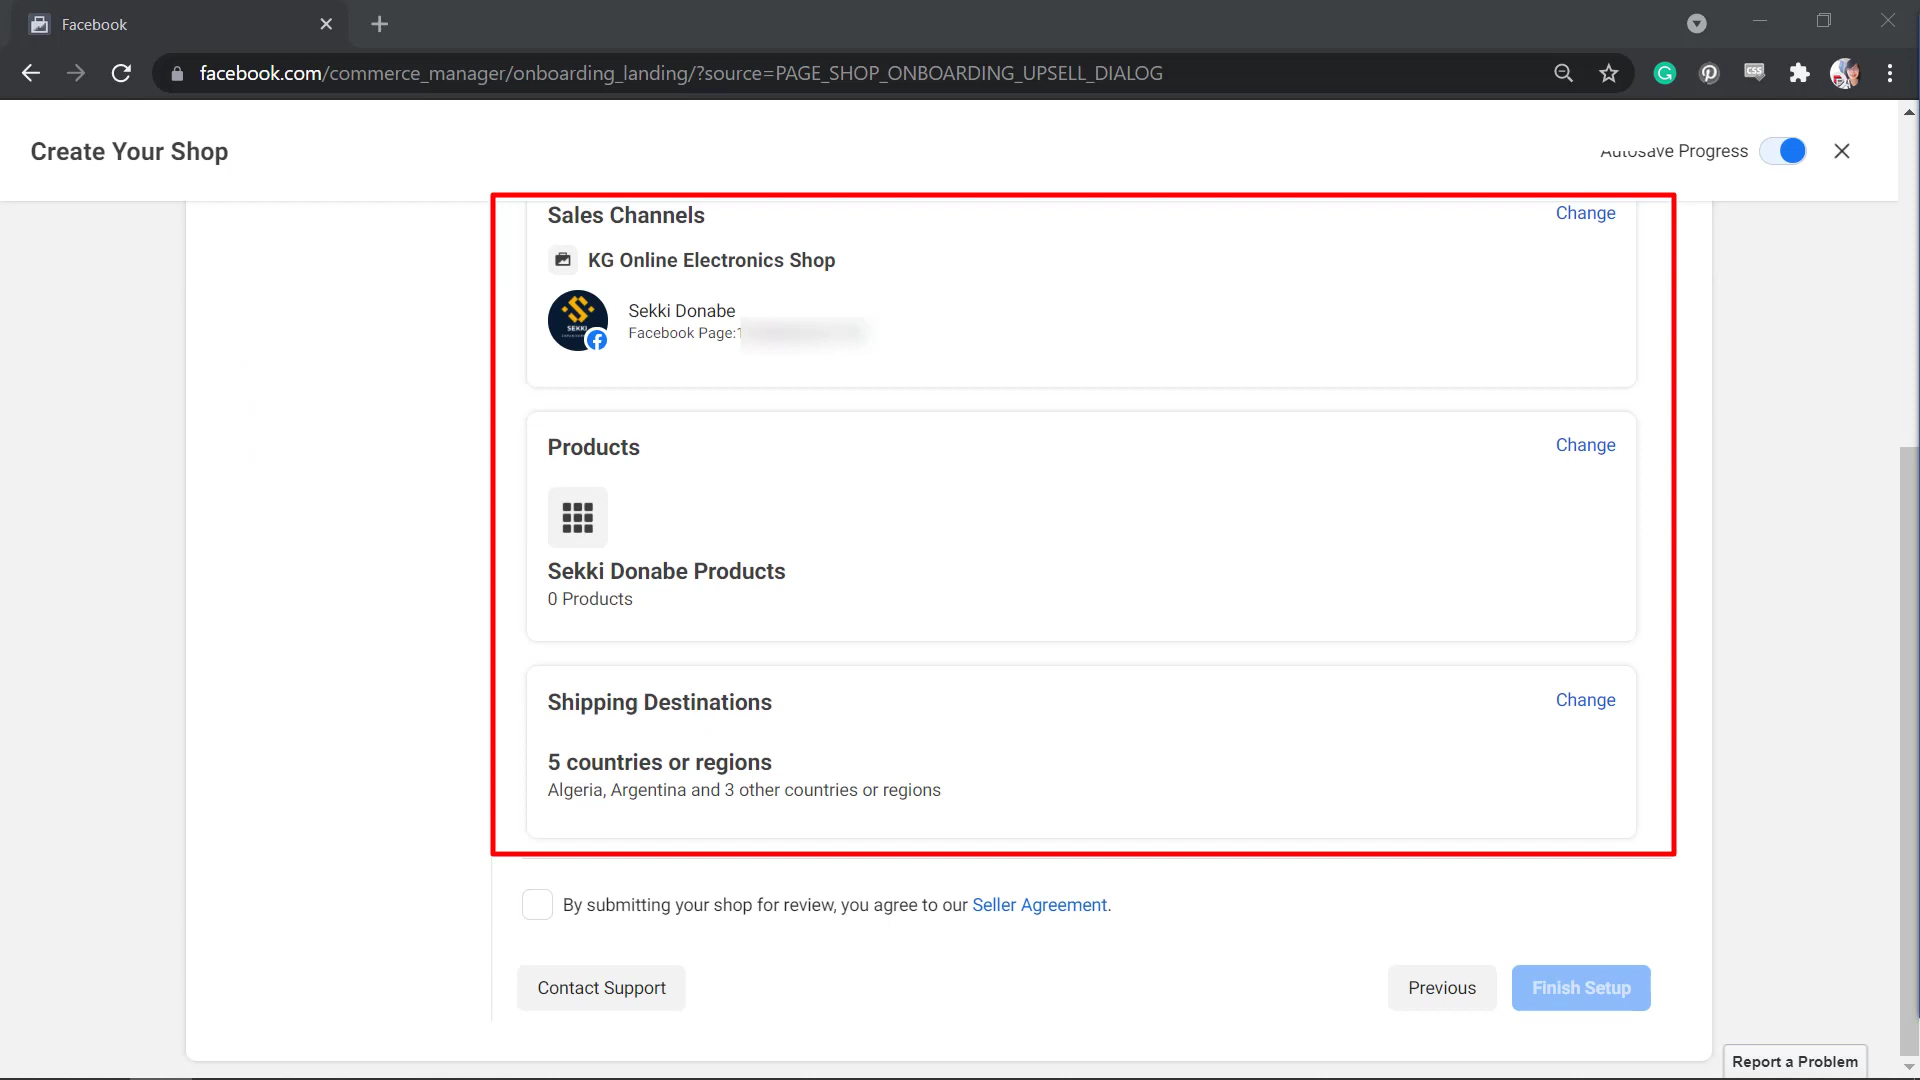 Facebook
facebook.com/commerce_manager/onboarding_landing/?source=PAGE_SHOP_ONBOARDING_UPSELL_DIALOG
Create Your Shop
Autosave Progress
Sales Channels
Change
KG Online Electronics Shop
SEKKI
Sekki Donabe
Facebook Page:1
Products
Change
Sekki Donabe Products
0 Products
Shipping Destinations
Change
5 countries or regions
Algeria, Argentina and 3 other countries or regions
By submitting your shop for review, you agree to our Seller Agreement.
Contact Support
Previous
Finish Setup
Report a Problem